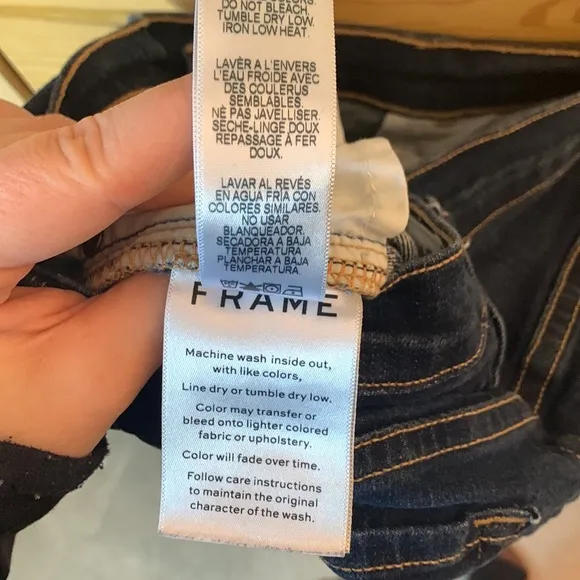 DO NOT BLEACH.
TUMBLE DRY LOW.
IRON LOW HEAT.
LAVER A L'ENVERS
L'EAU FROIDE AVEC
DES COULEURS
SEMBLABLES.
NE PAS JAVELLISER.
SECHE-LINGE DOUX
REPASSAGE À FER
DOUX.
LAVAR AL REVÉS
EN AGUA FRIA CON
COLORES SIMILARES.
NO USAR
BLANQUEADOR.
SECADORA A BAJA
TEMPERATURA
PLANCHAR A BAJA
TEMPERATURA.
FRAME
Machine wash inside out,
with like colors,
Line dry or tumble dry low.
Color may transfer or
bleed onto lighter colored
fabric or upholstery.
Color will fade over time.
Follow care instructions
to maintain the original
character of the wash.